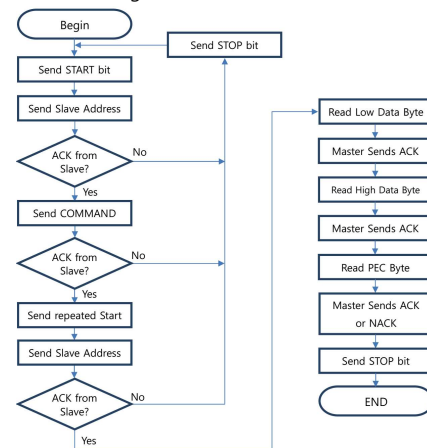 Begin
Send STOP bit
Send START bit
Send Slave Address
ACK from
Slave?
No
Yes
Send COMMAND
ACK from
Slave?
No
Yes
Send repeated Start
Send Slave Address
ACK from
Slave?
No
Yes
Read Low Data Byte
Master Sends ACK
Read High Data Byte
Master Sends ACK
Read PEC Byte
Master Sends ACK
or NACK
Send STOP bit
END